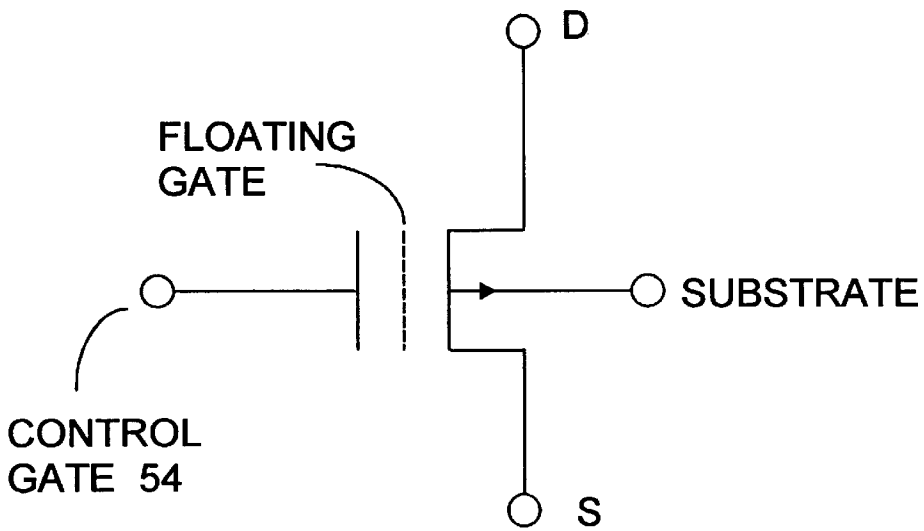 D
FLOATING
GATE
SUBSTRATE
CONTROL
GATE 54
S